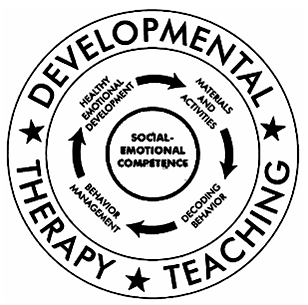 DEVELOPMENTAL
THERAPY
TEACHING
HEALTHY
EMOTIONAL
DEVELOPMENT
MATERIALS
AND
ACTIVITIES
SOCIAL-
EMOTIONAL
COMPETENCE
BEHAVIOR
MANAGEMENT
DECODING
BEHAVIOR